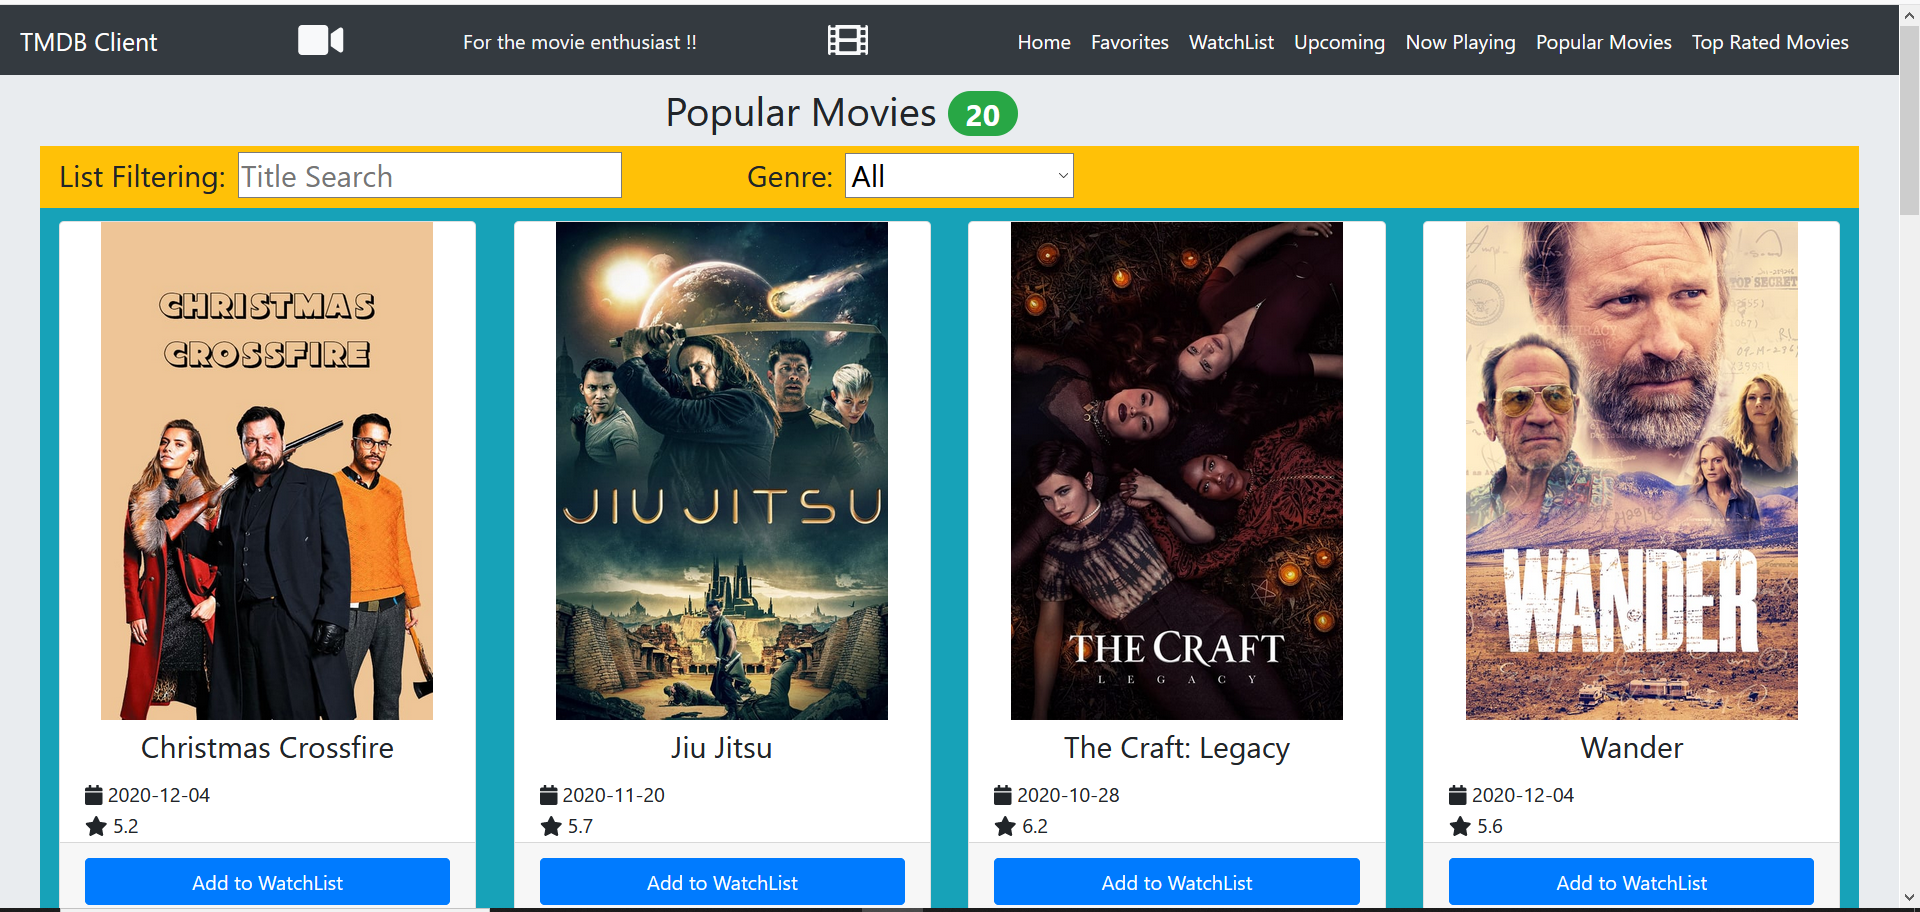 TMDB Client
For the movie enthusiast !!
Home Favorites WatchList Upcoming Now Playing Popular Movies Top Rated Movies
Popular Movies 20
List Filtering: Title Search Genre: All
CHRISTMAS
CROSSFIRE
JIU JITSU
THE CRAFT
LEGACY
TOP SECRET
WANDER
Christmas Crossfire
2020-12-04
5.2
Add to WatchList
Jiu Jitsu
2020-11-20
5.7
Add to WatchList
The Craft: Legacy
2020-10-28
6.2
Add to WatchList
Wander
2020-12-04
5.6
Add to WatchList